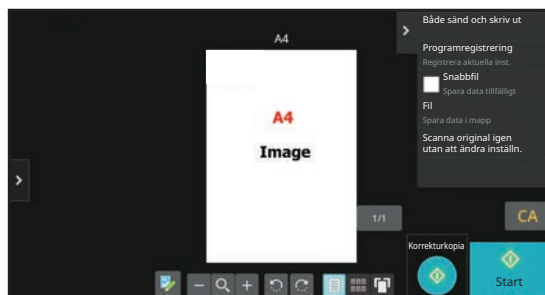 A4
A4
Image
1/1
Både sänd och skriv ut
Programregistrering
Registrera aktuella inst.
Snabbfil
Spara data tillfälligt
Fil
Spara data i mapp
Scanna original igen
utan att ändra inställn.
CA
Korrekturkopia
Start